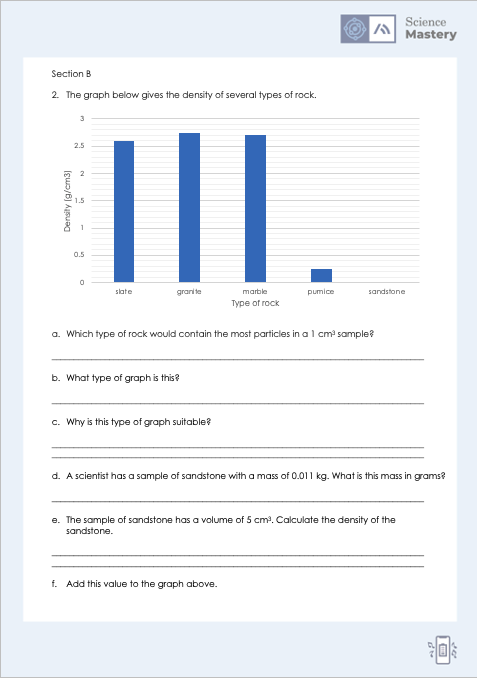 Science
Mastery
Section B
2. The graph below gives the density of several types of rock.
3
2.5
2
1.5
1
0.5
0
Density (g/cm3)
slate granite marble pumice sandstone
Type of rock
a. Which type of rock would contain the most particles in a 1 cm³ sample?
b. What type of graph is this?
c. Why is this type of graph suitable?
d. A scientist has a sample of sandstone with a mass of 0.011 kg. What is this mass in grams?
e. The sample of sandstone has a volume of 5 cm³. Calculate the density of the
sandstone.
f. Add this value to the graph above.